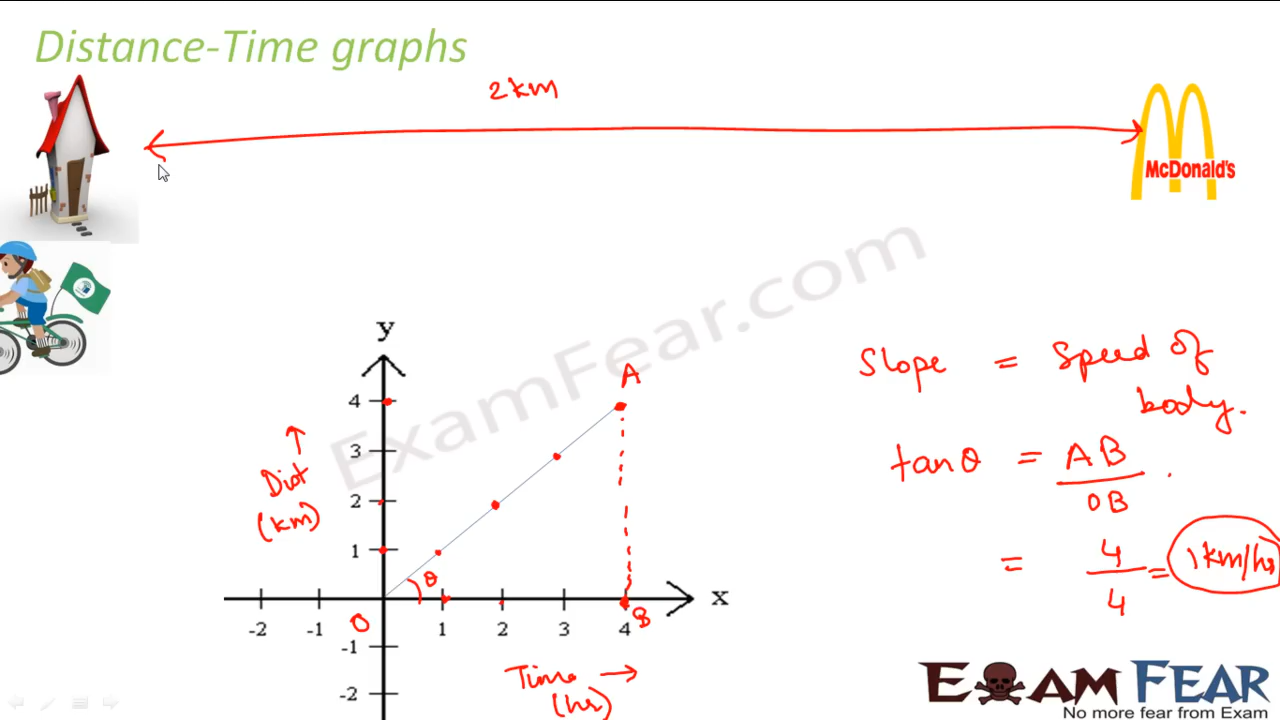 Distance-Time graphs
2km
McDonald's
ExamFear.com
y
A
4
3
2
1
Dist
(km)
θ
O
B
x
-2 -1 1 2 3 4
-1
-2
Time →
(hr)
Slope = Speed of
body.
tanθ = AB
OB
= 4
4
= 1km/hr
EXAM FEAR
No more fear from Exam